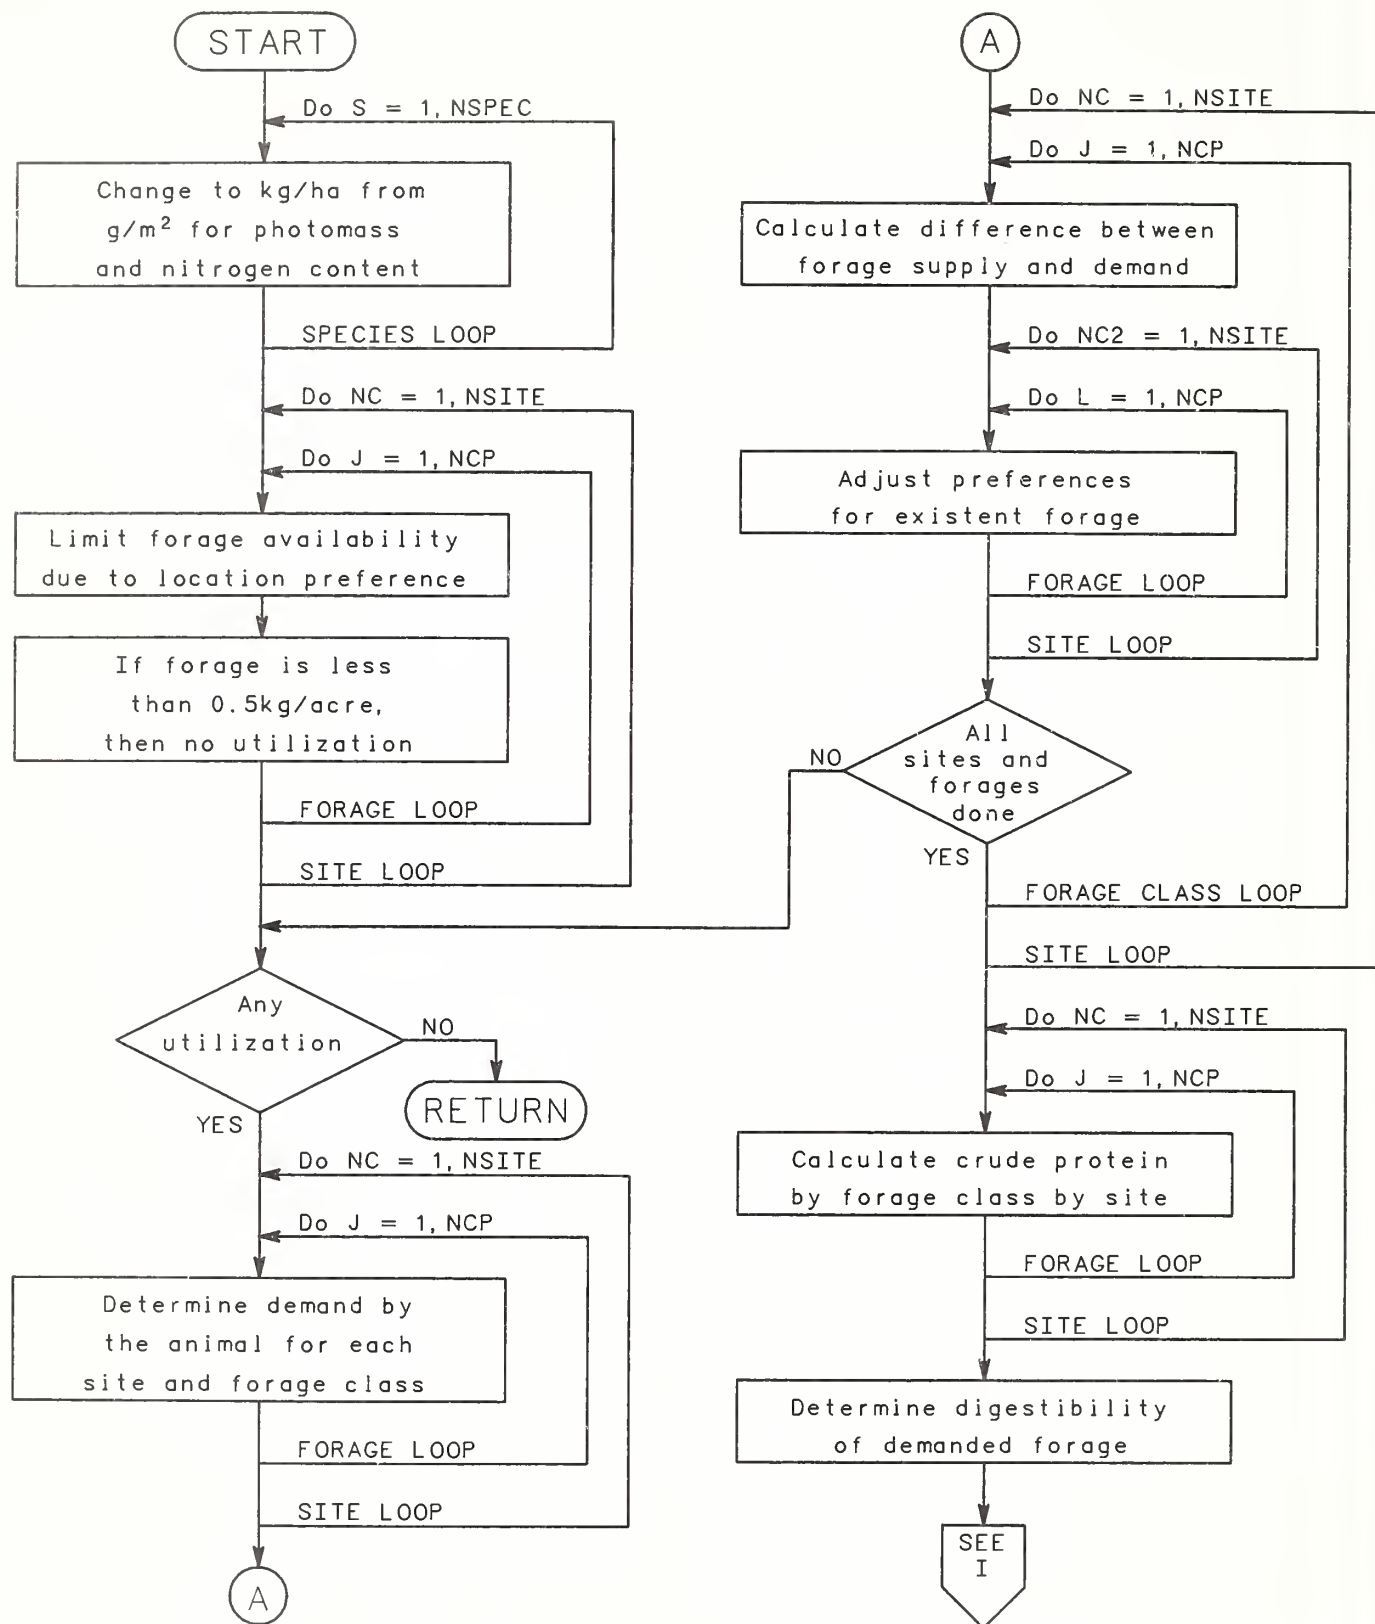 START
Do S = 1, NSPEC
Change to kg/ha from
g/m² for photomass
and nitrogen content
SPECIES LOOP
Do NC = 1, NSITE
Do J = 1, NCP
Limit forage availability
due to location preference
If forage is less
than 0.5kg/acre,
then no utilization
FORAGE LOOP
SITE LOOP
Any
utilization
NO
RETURN
YES
Do NC = 1, NSITE
Do J = 1, NCP
Determine demand by
the animal for each
site and forage class
FORAGE LOOP
SITE LOOP
A
A
Do NC = 1, NSITE
Do J = 1, NCP
Calculate difference between
forage supply and demand
Do NC2 = 1, NSITE
Do L = 1, NCP
Adjust preferences
for existent forage
FORAGE LOOP
SITE LOOP
All
sites and
forages
done
NO
YES
FORAGE CLASS LOOP
SITE LOOP
Do NC = 1, NSITE
Do J = 1, NCP
Calculate crude protein
by forage class by site
FORAGE LOOP
SITE LOOP
Determine digestibility
of demanded forage
SEE
I